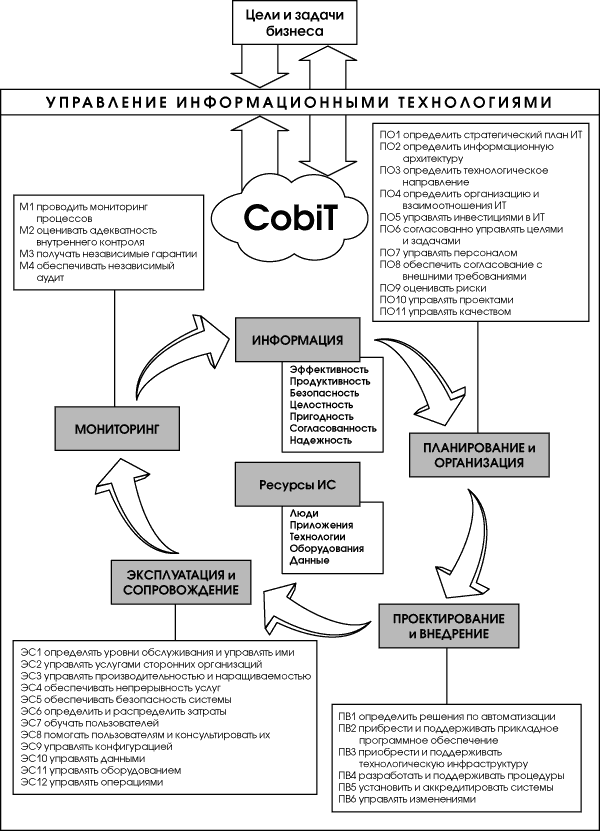 Цели и задачи
бизнеса
УПРАВЛЕНИЕ ИНФОРМАЦИОННЫМИ ТЕХНОЛОГИЯМИ
CobiT
М1 проводить мониторинг
процессов
М2 оценивать адекватность
внутреннего контроля
М3 получать независимые гарантии
М4 обеспечивать независимый
аудит
ПО1 определить стратегический план ИТ
ПО2 определить информационную
архитектуру
ПО3 определить технологическое
направление
ПО4 определить организацию и
взаимоотношения ИТ
ПО5 управлять инвестициями в ИТ
ПО6 согласованно управлять целями
и задачами
ПО7 управлять персоналом
ПО8 обеспечить согласование с
внешними требованиями
ПО9 оценивать риски
ПО10 управлять проектами
ПО11 управлять качеством
ИНФОРМАЦИЯ
Эффективность
Продуктивность
Безопасность
Целостность
Пригодность
Согласованность
Надежность
МОНИТОРИНГ
ПЛАНИРОВАНИЕ и
ОРГАНИЗАЦИЯ
Ресурсы ИС
Люди
Приложения
Технологии
Оборудования
Данные
ЭКСПЛУАТАЦИЯ и
СОПРОВОЖДЕНИЕ
ПРОЕКТИРОВАНИЕ
и ВНЕДРЕНИЕ
ЭС1 определять уровни обслуживания и управлять ими
ЭС2 управлять услугами сторонних организаций
ЭС3 управлять производительностью и наращиваемостью
ЭС4 обеспечивать непрерывность услуг
ЭС5 обеспечивать безопасность системы
ЭС6 определить и распределить затраты
ЭС7 обучать пользователей
ЭС8 помогать пользователям и консультировать их
ЭС9 управлять конфигурацией
ЭС10 управлять данными
ЭС11 управлять оборудованием
ЭС12 управлять операциями
ПВ1 определить решения по автоматизации
ПВ2 прибрести и поддерживать прикладное
программное обеспечение
ПВ3 приобрести и поддерживать
технологическую инфраструктуру
ПВ4 разработать и поддерживать процедуры
ПВ5 установить и аккредитировать системы
ПВ6 управлять изменениями